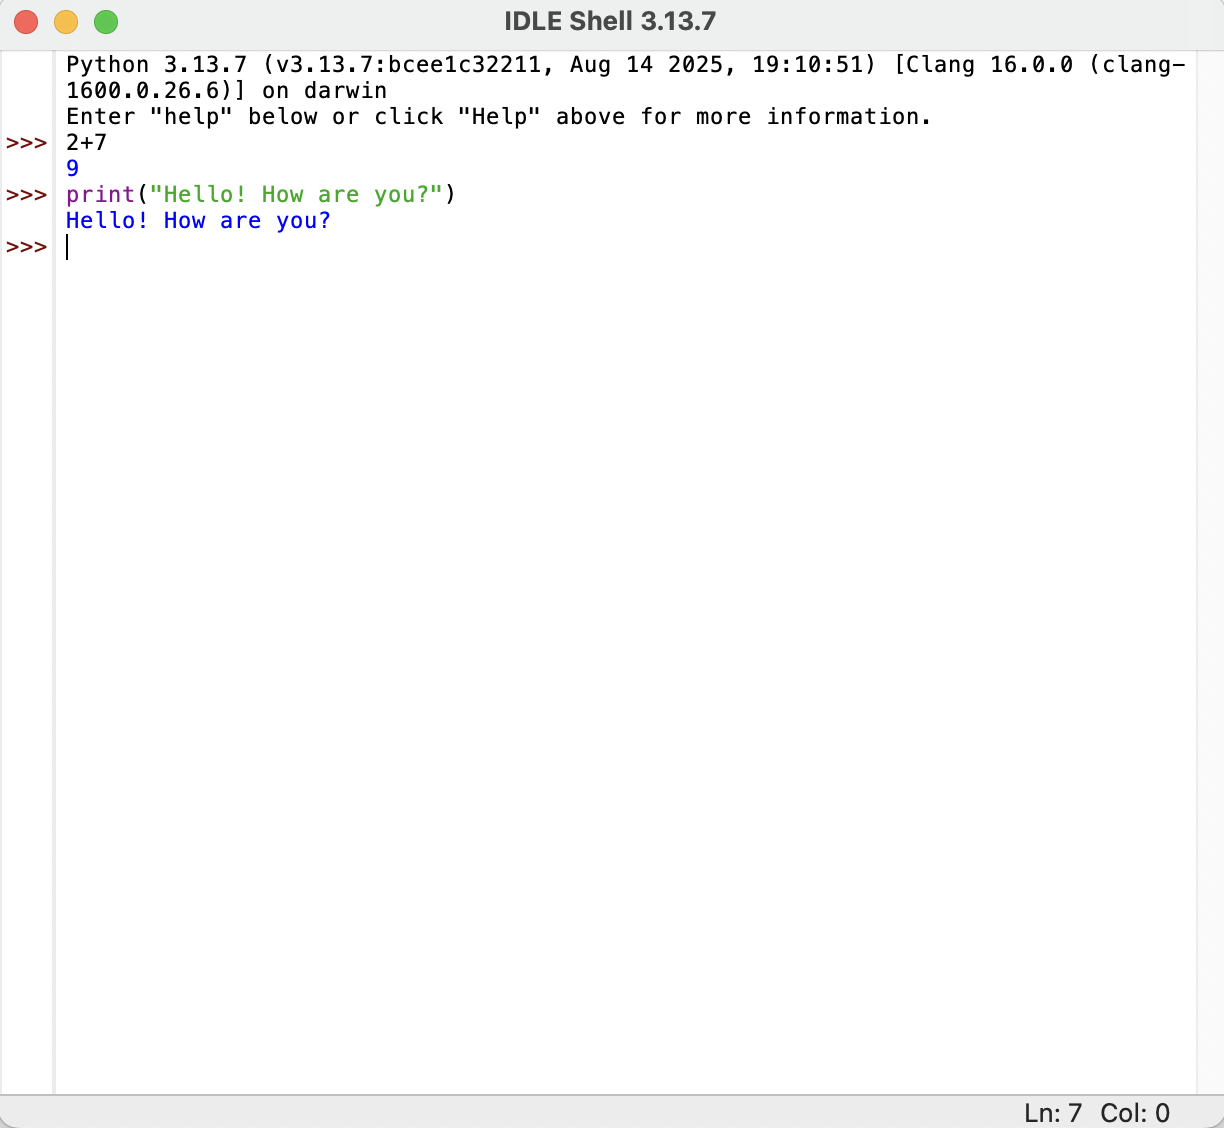 IDLE Shell 3.13.7
Python 3.13.7 (v3.13.7:bcee1c32211, Aug 14 2025, 19:10:51) [Clang 16.0.0 (clang-
1600.0.26.6)] on darwin
Enter "help" below or click "Help" above for more information.
>>> 2+7
9
>>> print("Hello! How are you?")
Hello! How are you?
>>>
Ln: 7 Col: 0